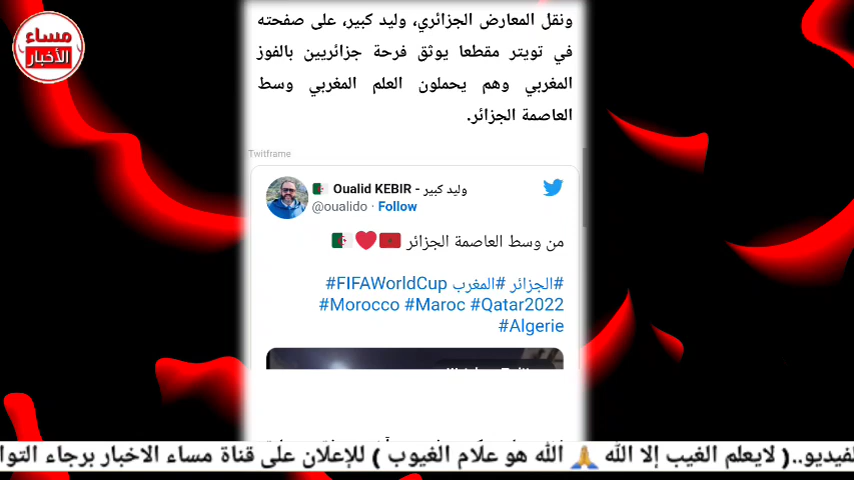 مساء
الأخبار
ونقل المعارض الجزائري، وليد كبير، على صفحته
في تويتر مقطعا يوثق فرحة جزائريين بالفوز
المغربي وهم يحملون العلم المغربي وسط
العاصمة الجزائر.
Twitframe
🇩🇿 Oualid KEBIR - وليد كبير
@oualido · Follow
من وسط العاصمة الجزائر 🇲🇦❤️🇩🇿
#الجزائر #المغرب #FIFAWorldCup
#Morocco #Maroc #Qatar2022
#Algerie
لفيديو..( لايعلم الغيب إلا الله 🙏 الله هو علام الغيوب ) للإعلان على قناة مساء الاخبار برجاء التوا